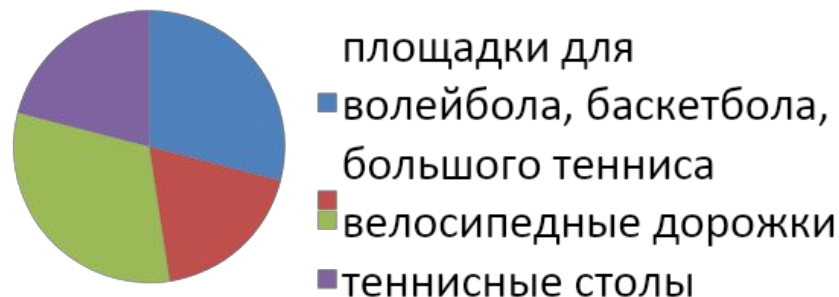 площадки для
волейбола, баскетбола,
большого тенниса
велосипедные дорожки
теннисные столы